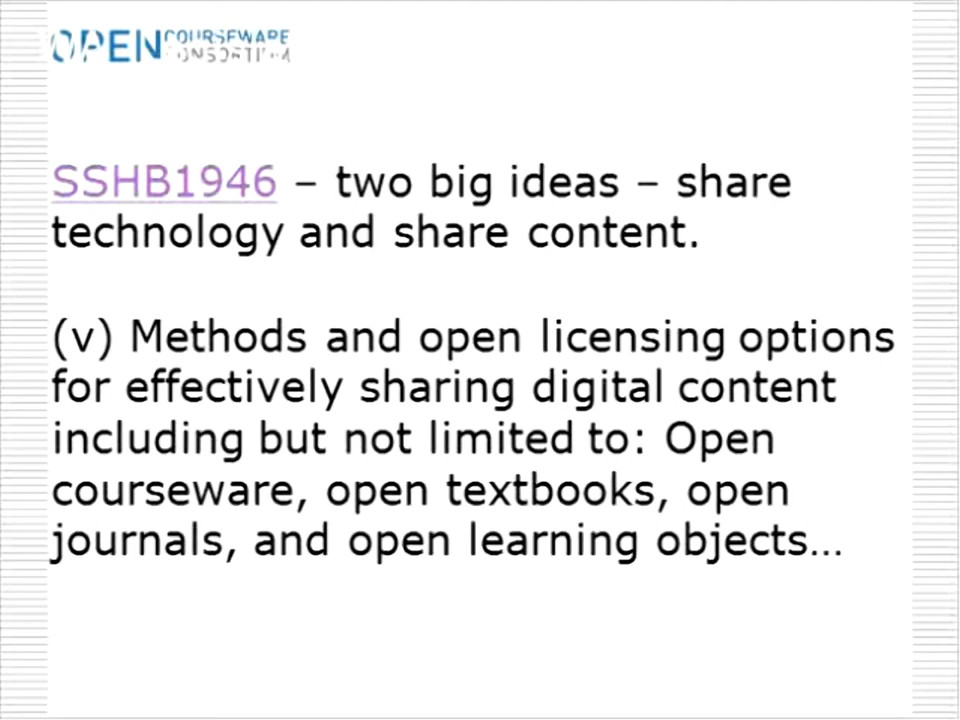 OPEN COURSEWARE
CONSORTIUM
SSHB1946 – two big ideas – share
technology and share content.
(v) Methods and open licensing options
for effectively sharing digital content
including but not limited to: Open
courseware, open textbooks, open
journals, and open learning objects…